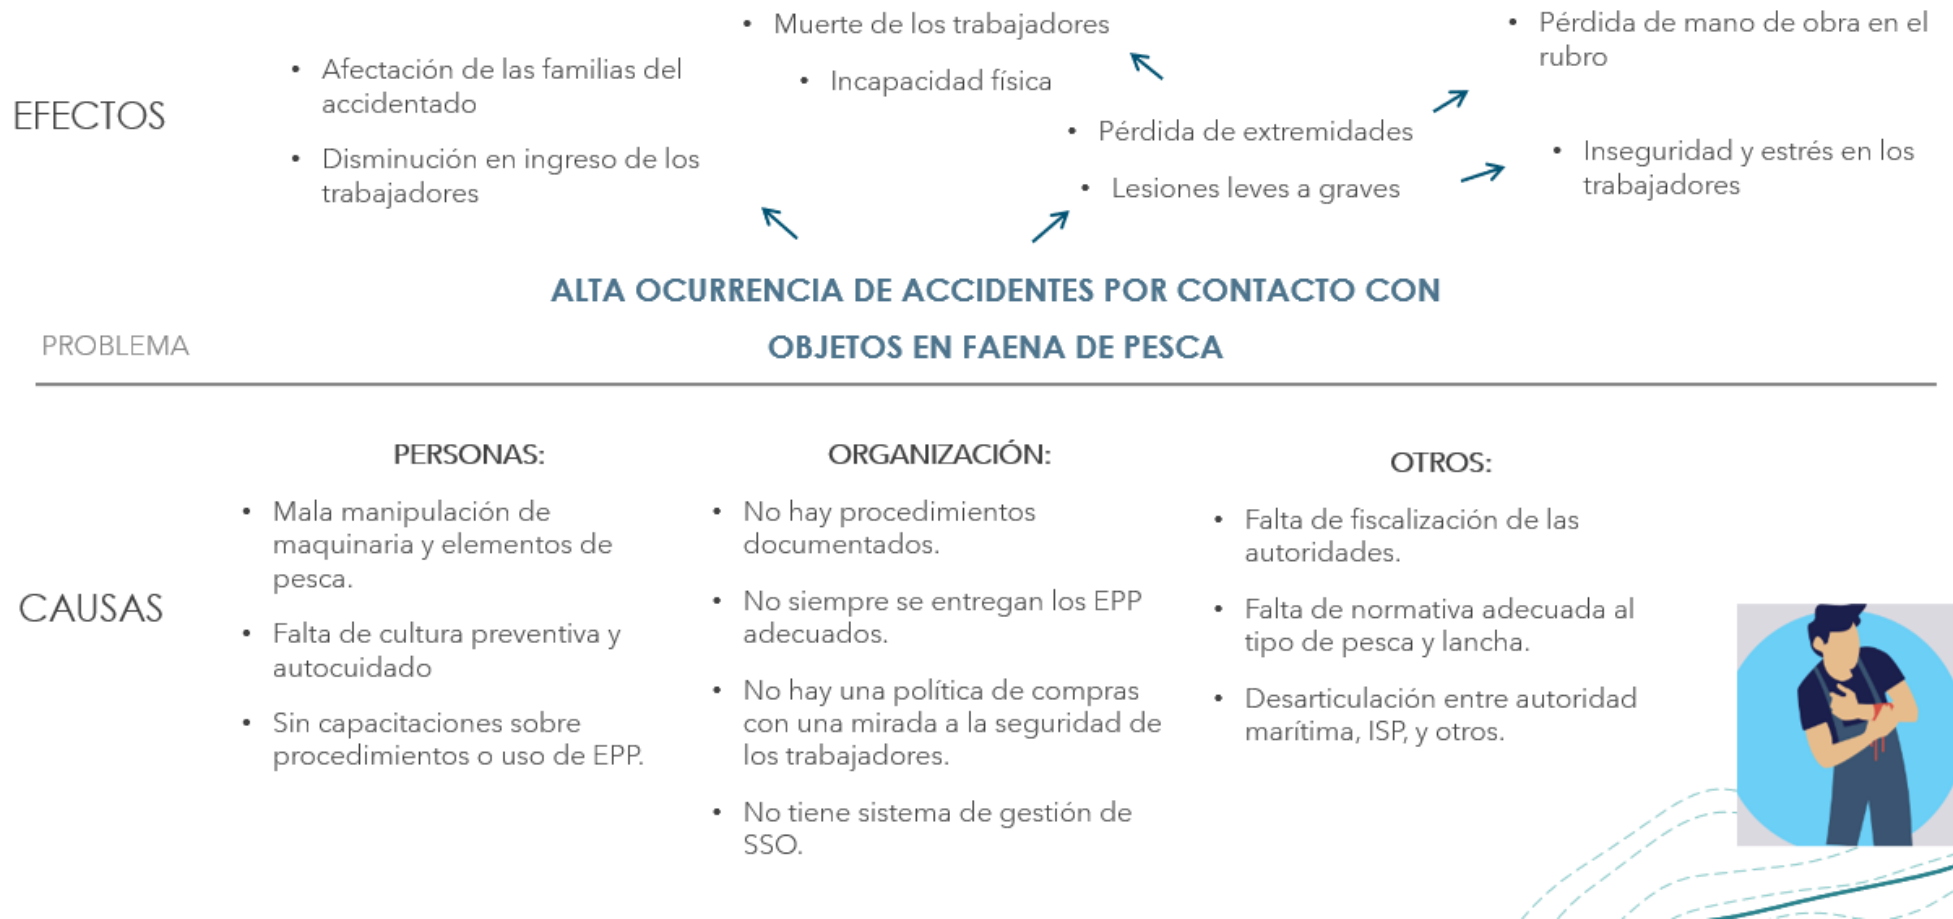 EFECTOS
• Afectación de las familias del
accidentado
• Disminución en ingreso de los
trabajadores
• Muerte de los trabajadores
• Incapacidad física
• Pérdida de extremidades
• Lesiones leves a graves
• Pérdida de mano de obra en el
rubro
• Inseguridad y estrés en los
trabajadores
ALTA OCURRENCIA DE ACCIDENTES POR CONTACTO CON
PROBLEMA
OBJETOS EN FAENA DE PESCA
CAUSAS
PERSONAS:
• Mala manipulación de
maquinaria y elementos de
pesca.
• Falta de cultura preventiva y
autocuidado
• Sin capacitaciones sobre
procedimientos o uso de EPP.
ORGANIZACIÓN:
• No hay procedimientos
documentados.
• No siempre se entregan los EPP
adecuados.
• No hay una política de compras
con una mirada a la seguridad de
los trabajadores.
• No tiene sistema de gestión de
SSO.
OTROS:
• Falta de fiscalización de las
autoridades.
• Falta de normativa adecuada al
tipo de pesca y lancha.
• Desarticulación entre autoridad
marítima, ISP, y otros.